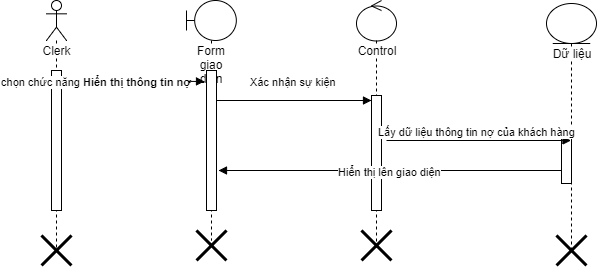 Clerk
Form
giao
diện
Control
Dữ liệu
chọn chức năng Hiển thị thông tin nợ
Xác nhận sự kiện
Lấy dữ liệu thông tin nợ của khách hàng
Hiển thị lên giao diện